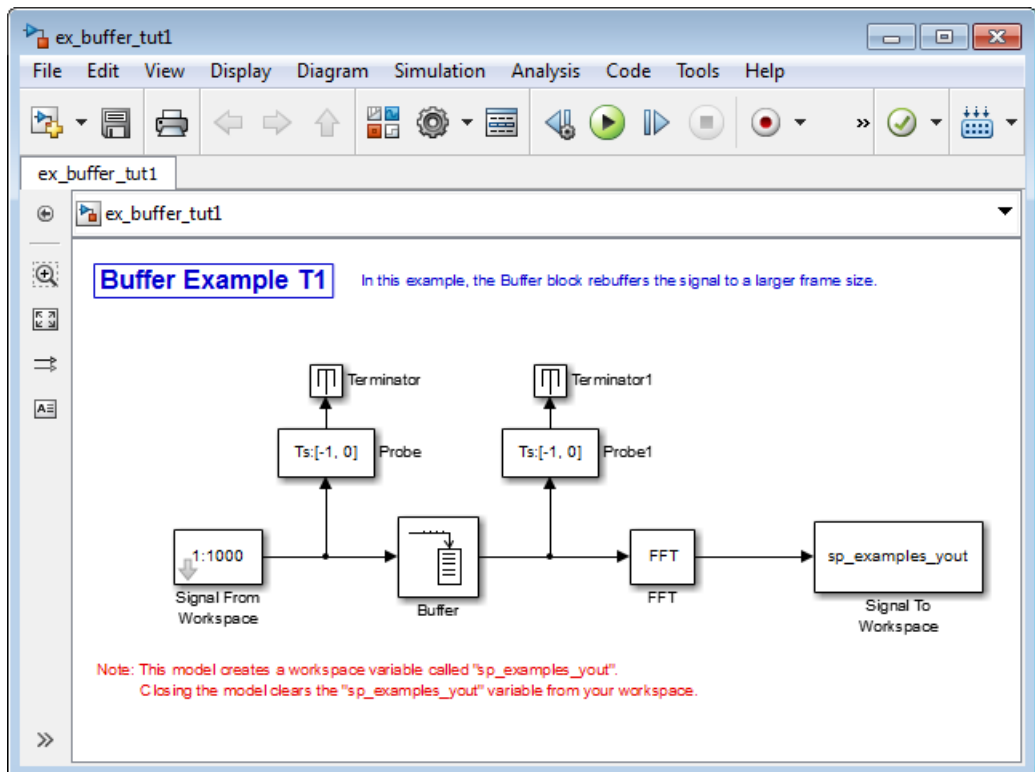 ex_buffer_tut1
File Edit View Display Diagram Simulation Analysis Code Tools Help
»
ex_buffer_tut1
ex_buffer_tut1
Buffer Example T1 In this example, the Buffer block rebuffers the signal to a larger frame size.
Terminator Terminator1
Ts:[-1, 0] Probe Ts:[-1, 0] Probe1
1:1000 FFT sp_examples_yout
Signal From
Workspace
Buffer
FFT
Signal To
Workspace
Note: This model creates a workspace variable called "sp_examples_yout".
Closing the model clears the "sp_examples_yout" variable from your workspace.
»